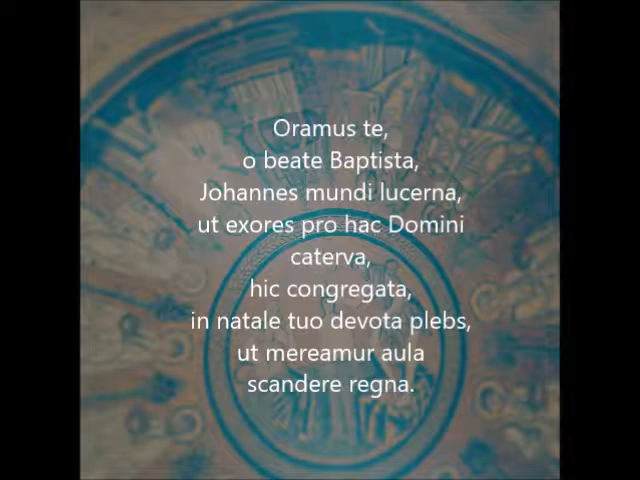 Oramus te,
o beate Baptista,
Johannes mundi lucerna,
ut exores pro hac Domini
caterva,
hic congregata,
in natale tuo devota plebs,
ut mereamur aula
scandere regna.